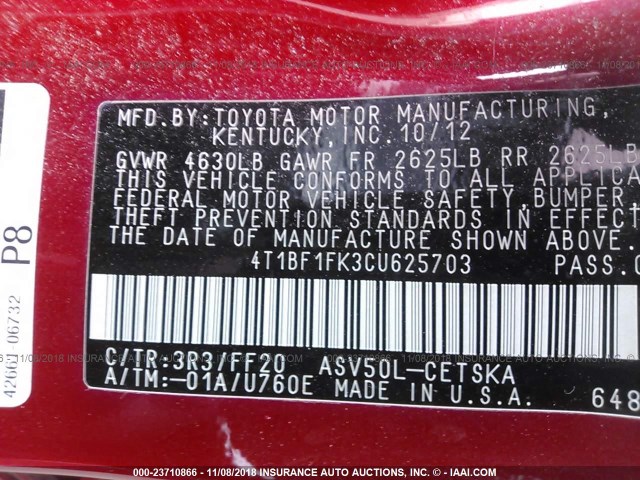 MFD.BY:TOYOTA MOTOR MANUFACTURING,
KENTUCKY,INC.10/12
GVWR 4630LB GAWR FR 2625LB RR 2625LB
THIS VEHICLE CONFORMS TO ALL
FEDERAL MOTOR VEHICLE SAFETY,BUMPER,
THEFT PREVENTION STANDARDS IN EFFECT
THE DATE OF MANUFACTURE SHOWN ABOVE.
4T1BF1FK3CU625703 PASS.
C/TR:3R3/FF20 ASV50L-CETSKA
A/TM:-01A/U760E MADE IN U.S.A. 648
P8
42661-06732
000-23710866 - 11/08/2018 INSURANCE AUTO AUCTIONS, INC. - IAAI.COM